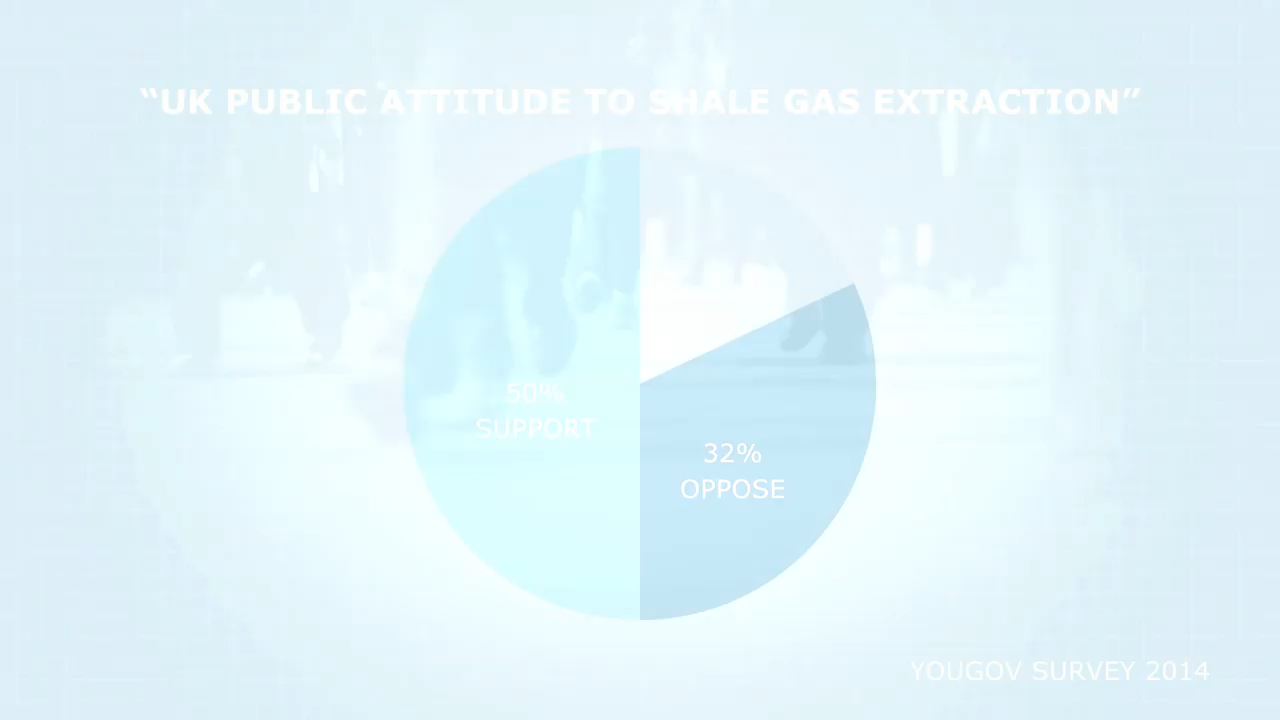 “UK PUBLIC ATTITUDE TO SHALE GAS EXTRACTION”
50%
SUPPORT
32%
OPPOSE
YOUGOV SURVEY 2014